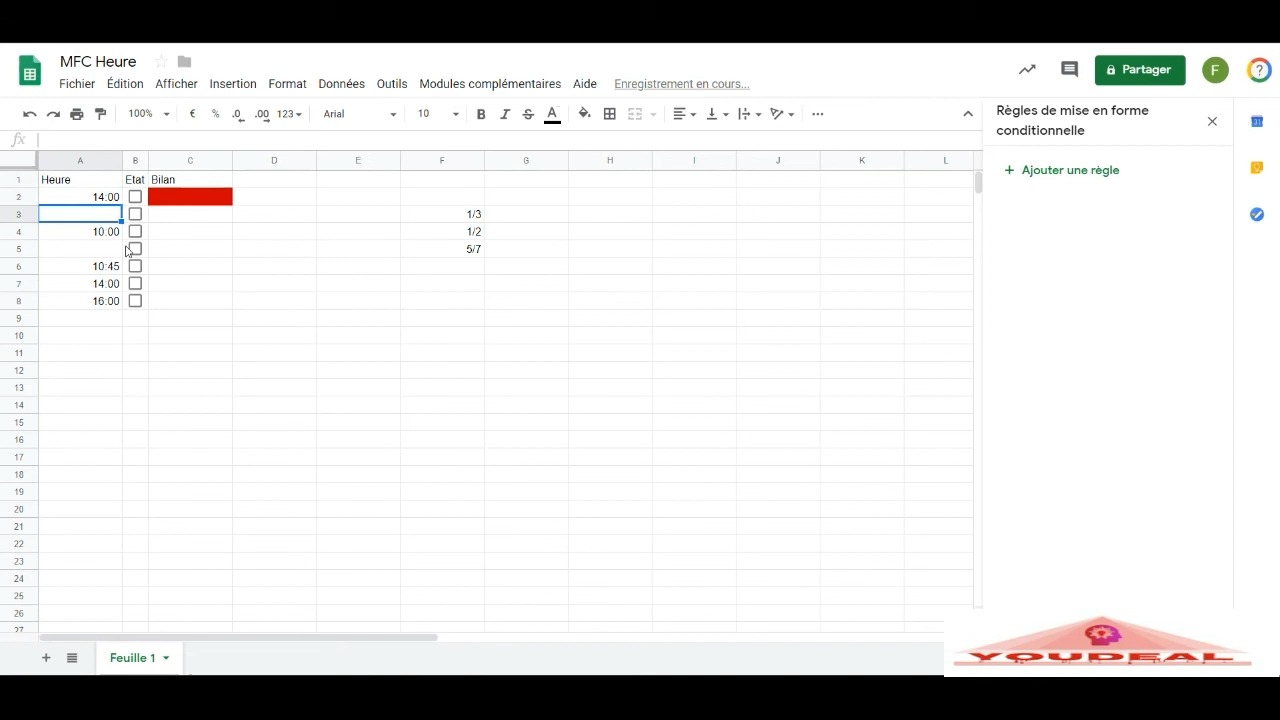 MFC Heure
Fichier Édition Afficher Insertion Format Données Outils Modules complémentaires Aide Enregistrement en cours...
Partager
F
100% € % .0 .00 123 Arial 10 B I S A
fx
Règles de mise en forme
conditionnelle
+ Ajouter une règle
A B C D E F G H I J K L
1 Heure Etat Bilan
2 14:00
3 1/3
4 10:00 1/2
5 5/7
6 10:45
7 14:00
8 16:00
9
10
11
12
13
14
15
16
17
18
19
20
21
22
23
24
25
26
27
Feuille 1
YOUDEAL